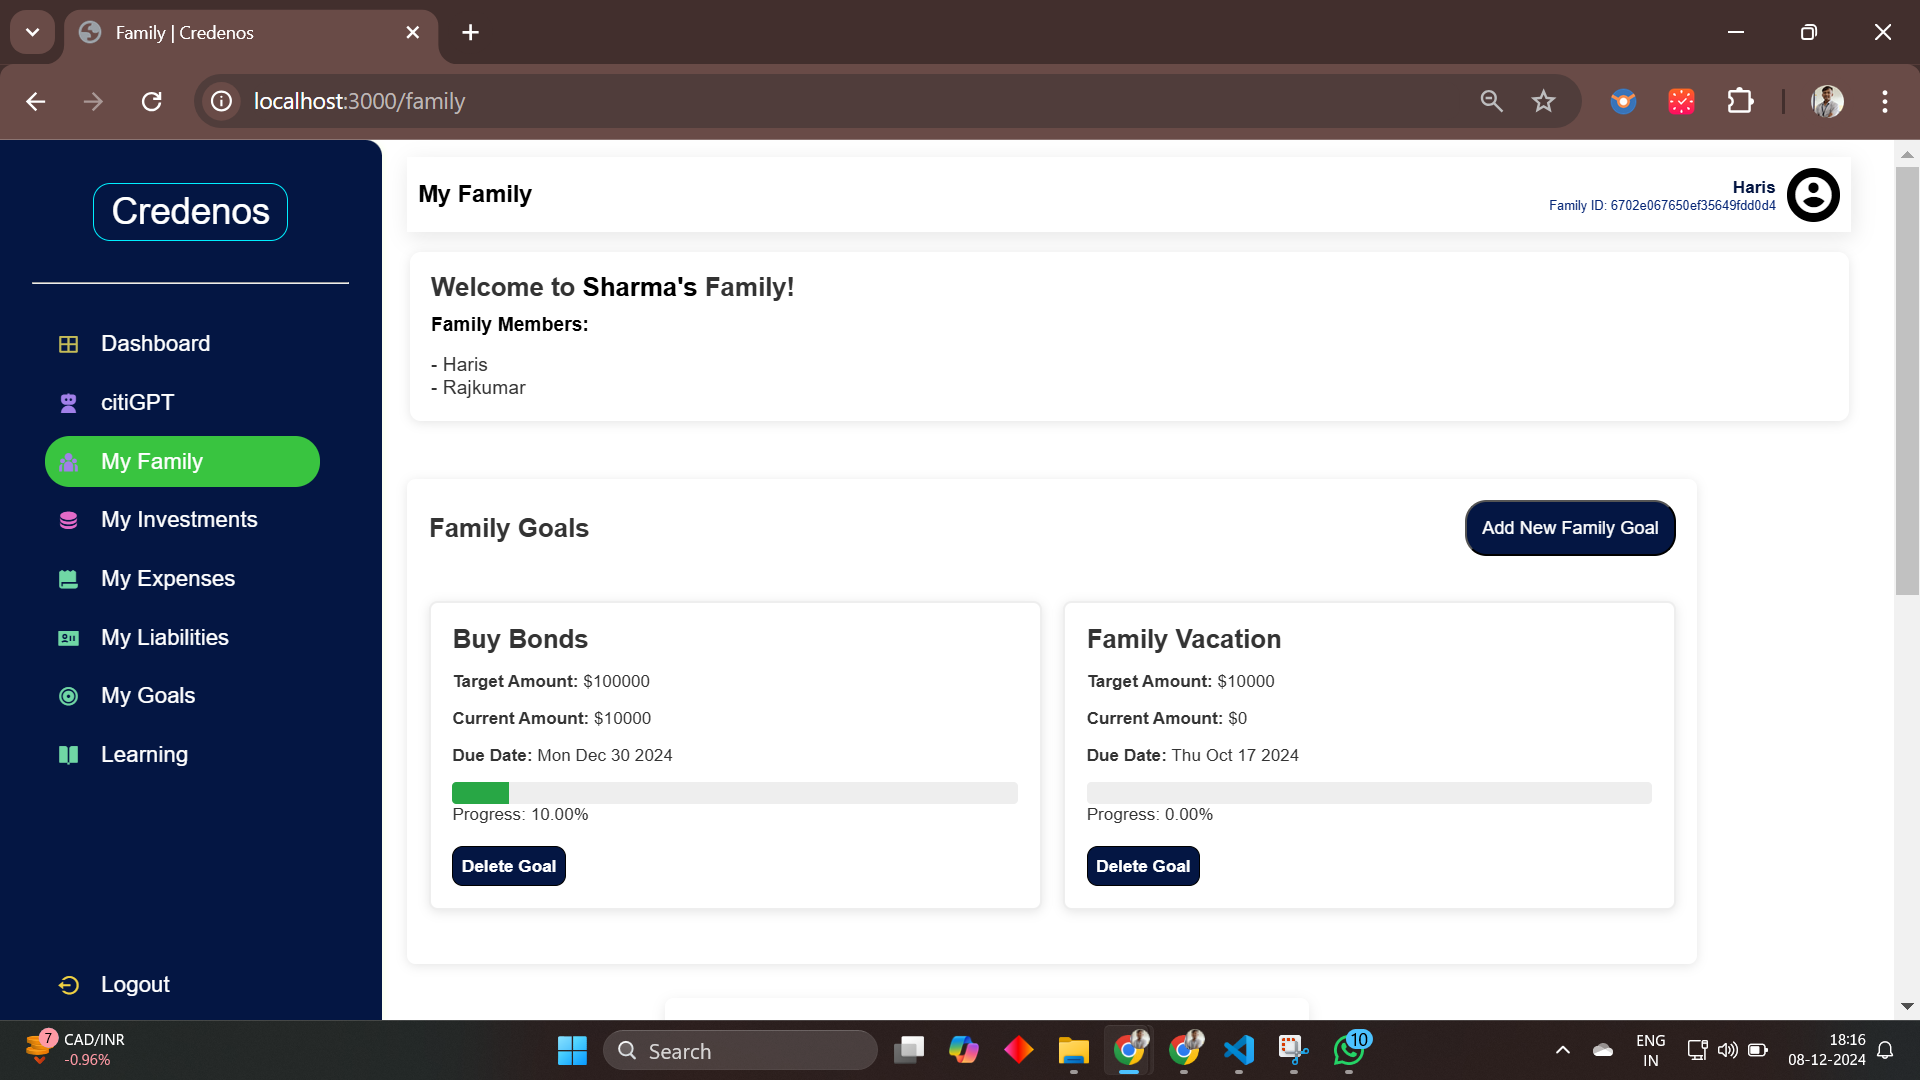 Family | Credenos
localhost:3000/family
Credenos
Dashboard
citiGPT
My Family
My Investments
My Expenses
My Liabilities
My Goals
Learning
Logout
My Family
Haris
Family ID: 6702e067650ef35649fdd0d4
Welcome to Sharma's Family!
Family Members:
- Haris
- Rajkumar
Family Goals
Add New Family Goal
Buy Bonds
Target Amount: $100000
Current Amount: $10000
Due Date: Mon Dec 30 2024
Progress: 10.00%
Delete Goal
Family Vacation
Target Amount: $10000
Current Amount: $0
Due Date: Thu Oct 17 2024
Progress: 0.00%
Delete Goal
7
CAD/INR
-0.96%
Search
10
ENG
IN
18:16
08-12-2024